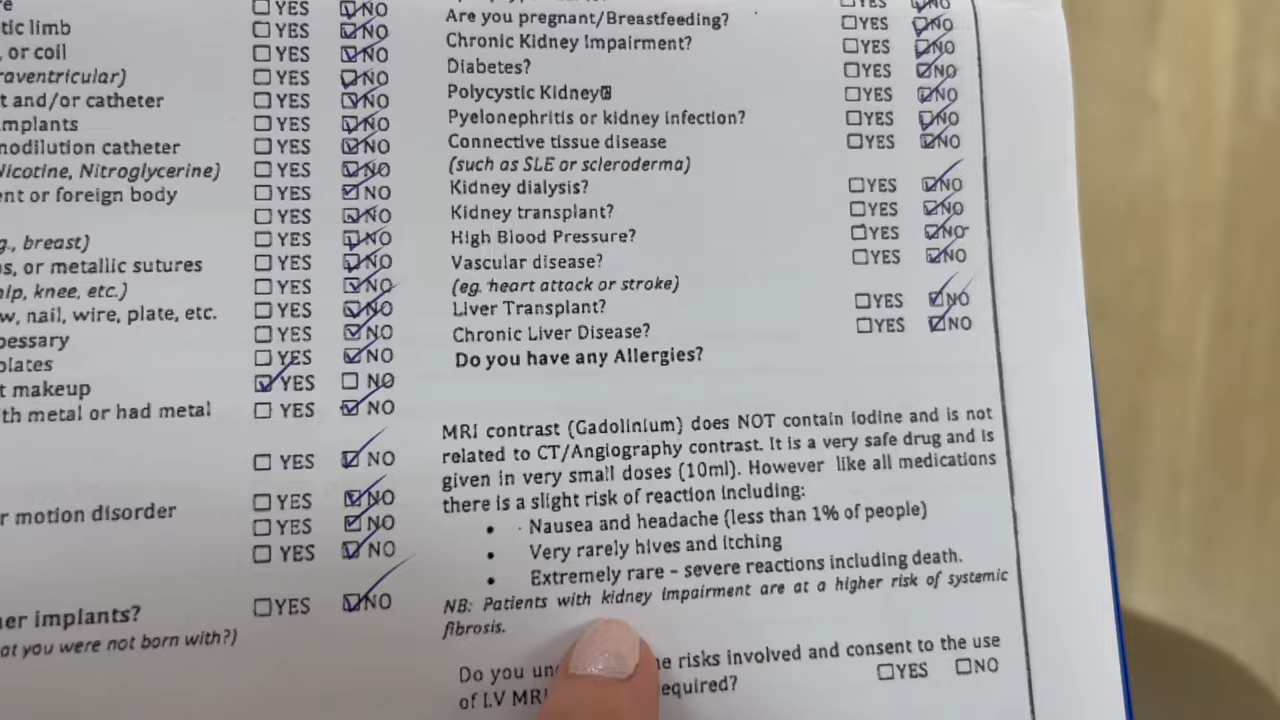 YES NO
tic limb YES NO
, or coil YES NO
raventricular) YES NO
t and/or catheter YES NO
mplants YES NO
nodilution catheter YES NO
Nicotine, Nitroglycerine) YES NO
ent or foreign body YES NO
YES NO
g., breast) YES NO
s, or metallic sutures YES NO
hip, knee, etc.) YES NO
w, nail, wire, plate, etc. YES NO
pessary YES NO
plates YES NO
t makeup YES NO
th metal or had metal YES NO
YES NO
YES NO
r motion disorder YES NO
YES NO
er implants? YES NO
at you were not born with?)
YES NO
Are you pregnant/Breastfeeding? YES NO
Chronic Kidney Impairment? YES NO
Diabetes? YES NO
Polycystic Kidney YES NO
Pyelonephritis or kidney infection? YES NO
Connective tissue disease YES NO
(such as SLE or scleroderma)
Kidney dialysis? YES NO
Kidney transplant? YES NO
High Blood Pressure? YES NO
Vascular disease? YES NO
(eg. heart attack or stroke)
Liver Transplant? YES NO
Chronic Liver Disease? YES NO
Do you have any Allergies?
MRI contrast (Gadolinium) does NOT contain iodine and is not
related to CT/Angiography contrast. It is a very safe drug and is
given in very small doses (10ml). However like all medications
there is a slight risk of reaction including:
• Nausea and headache (less than 1% of people)
• Very rarely hives and itching
• Extremely rare – severe reactions including death.
NB: Patients with kidney impairment are at a higher risk of systemic
fibrosis.
Do you un e risks involved and consent to the use
of I.V MRI equired? YES NO